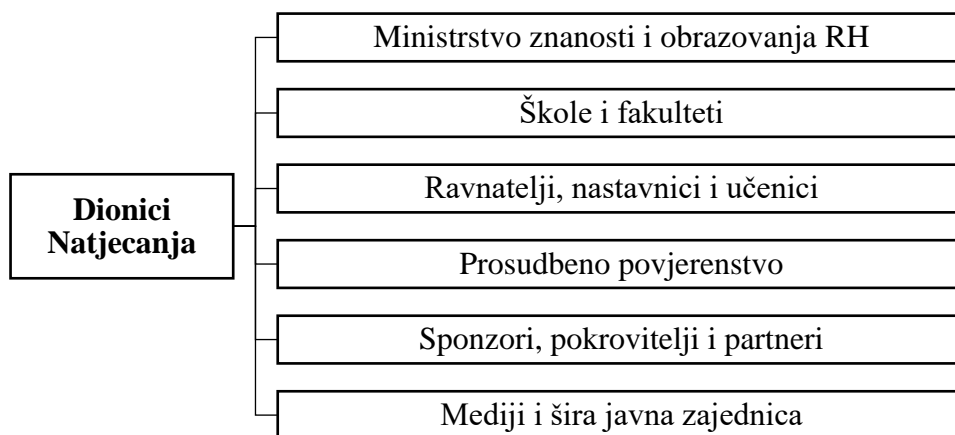 Dionici
Natjecanja
Ministrstvo znanosti i obrazovanja RH
Škole i fakulteti
Ravnatelji, nastavnici i učenici
Prosudbeno povjerenstvo
Sponzori, pokrovitelji i partneri
Mediji i šira javna zajednica